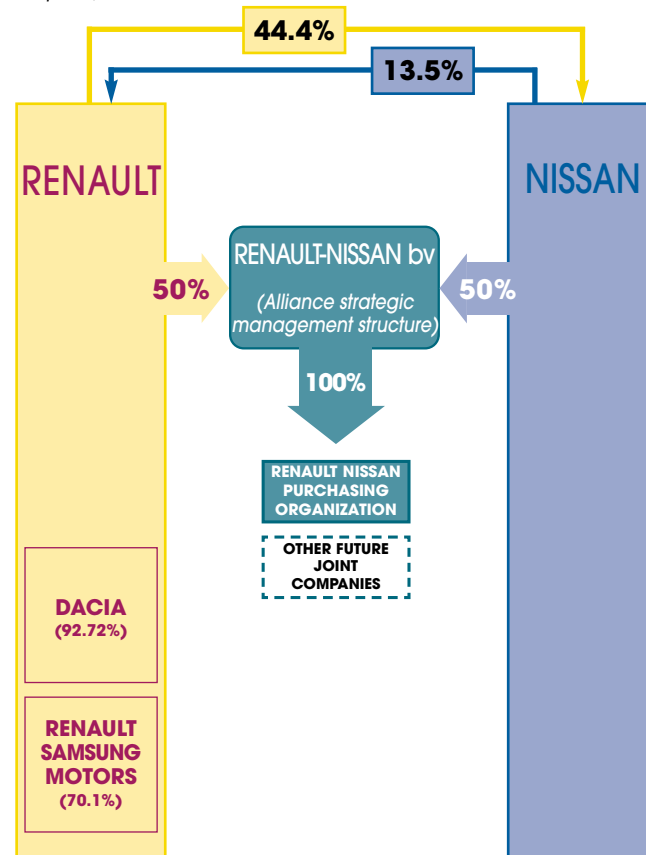 44.4%
13.5%
RENAULT
NISSAN
RENAULT-NISSAN bv
(Alliance strategic
management structure)
50%
50%
100%
RENAULT NISSAN
PURCHASING
ORGANIZATION
OTHER FUTURE
JOINT
COMPANIES
DACIA
(92.72%)
RENAULT
SAMSUNG
MOTORS
(70.1%)